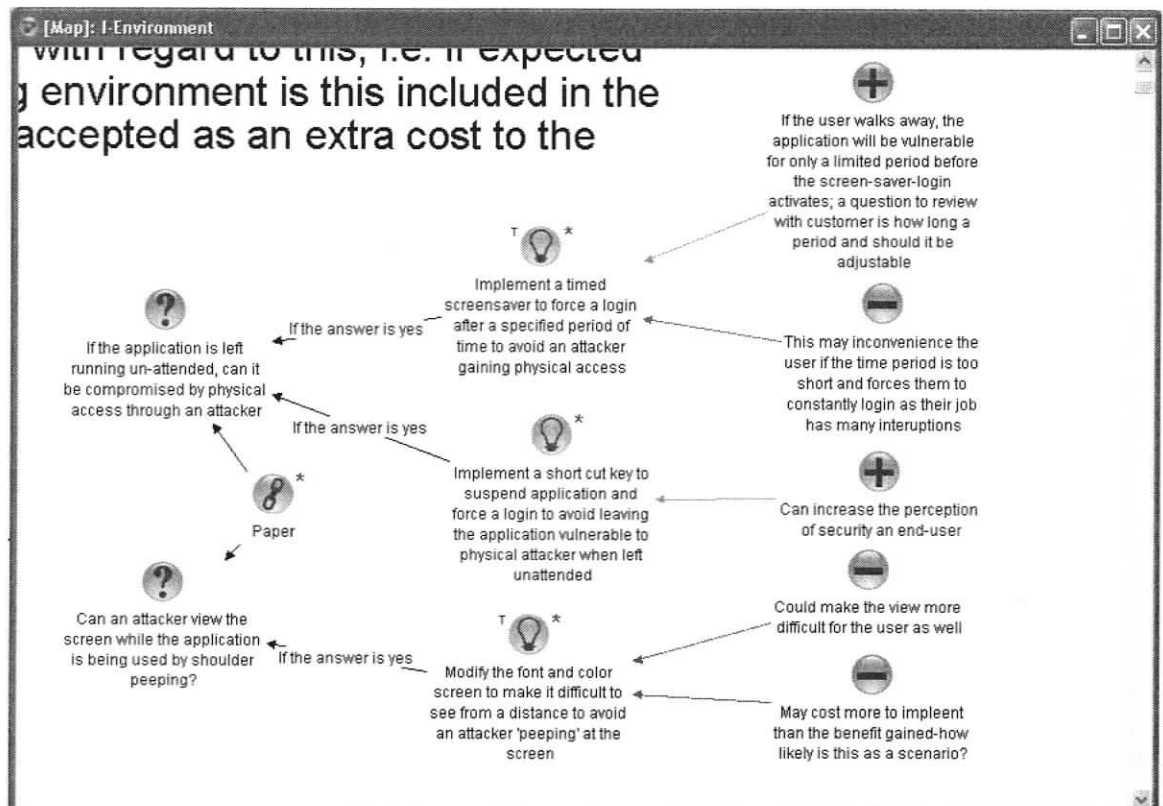 [Map]: I-Environment
with regard to this, i.e. if expected
g environment is this included in the
accepted as an extra cost to the
If the user walks away, the
application will be vulnerable
for only a limited period before
the screen-saver-login
activates; a question to review
with customer is how long a
period and should it be
adjustable
T
*
Implement a timed
screensaver to force a login
after a specified period of
time to avoid an attacker
gaining physical access
If the answer is yes
If the application is left
running un-attended, can it
be compromised by physical
access through an attacker
This may inconvenience the
user if the time period is too
short and forces them to
constantly login as their job
has many interuptions
If the answer is yes
*
Implement a short cut key to
suspend application and
force a login to avoid leaving
the application vulnerable to
physical attacker when left
unattended
Can increase the perception
of security an end-user
*
Paper
Can an attacker view the
screen while the application
is being used by shoulder
peeping?
If the answer is yes
T
*
Modify the font and color
screen to make it difficult to
see from a distance to avoid
an attacker 'peeping' at the
screen
Could make the view more
difficult for the user as well
May cost more to impleent
than the benefit gained-how
likely is this as a scenario?